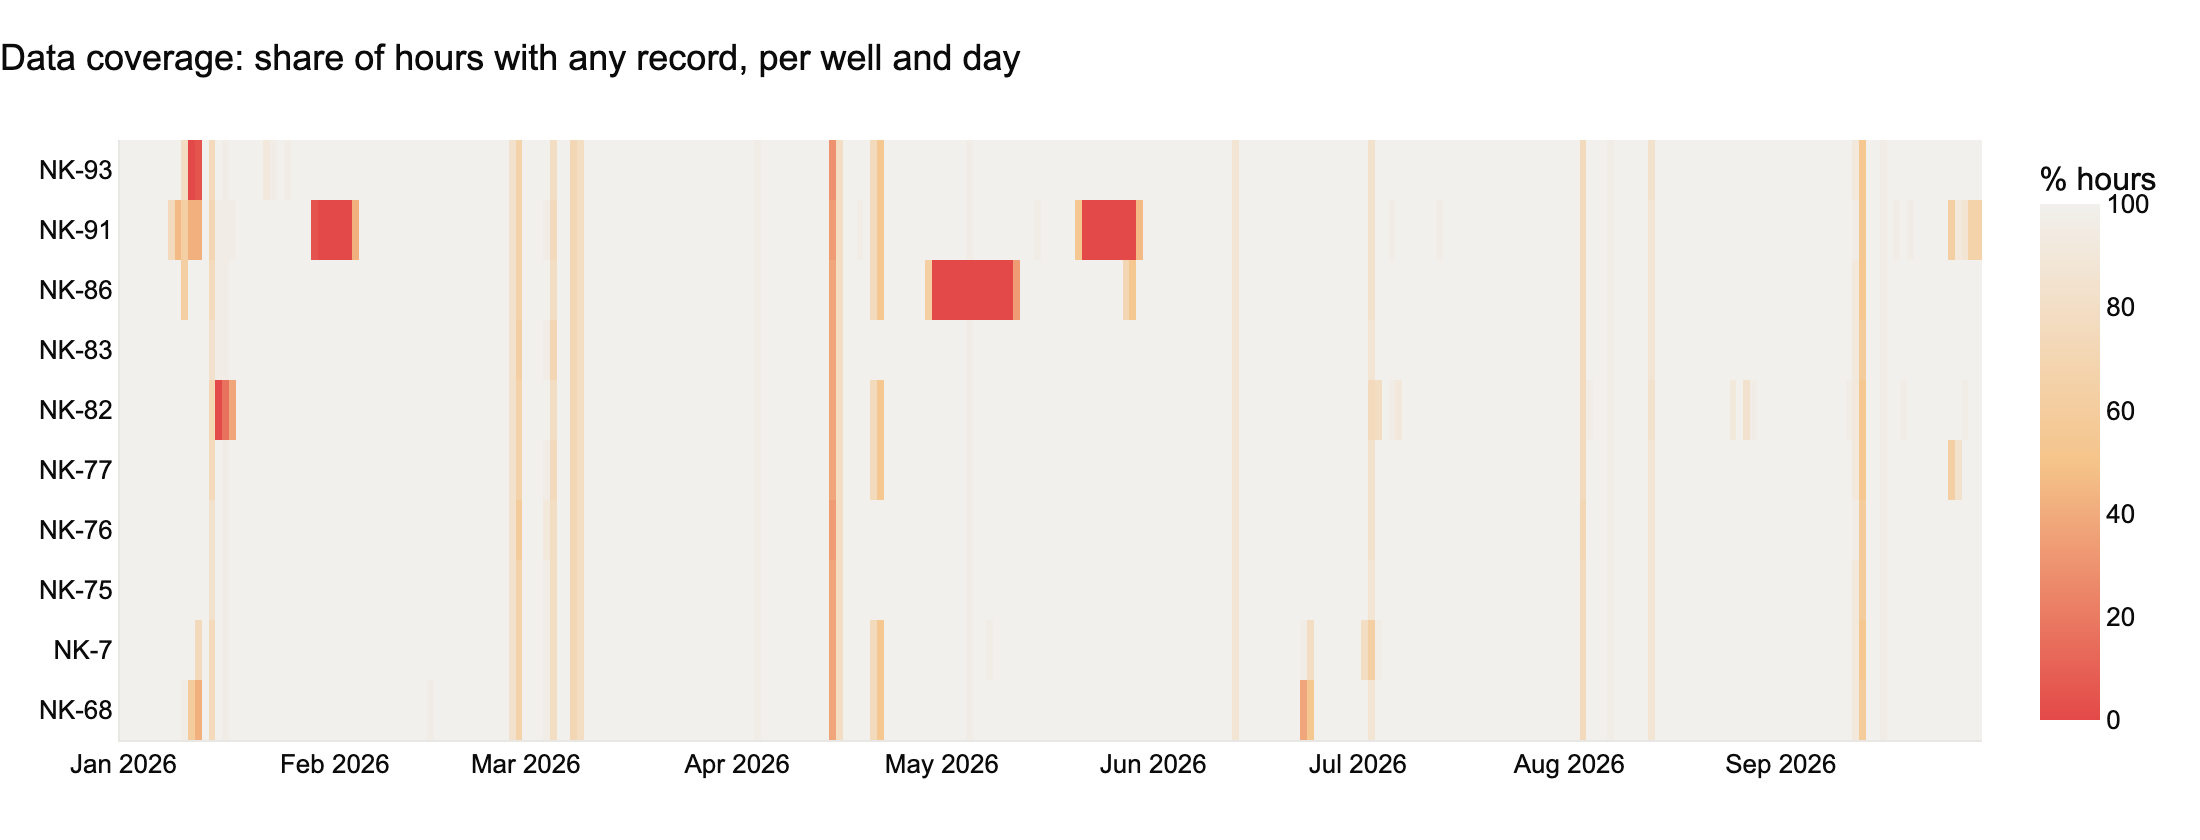 Data coverage: share of hours with any record, per well and day
% hours
NK-93
NK-91
NK-86
NK-83
NK-82
NK-77
NK-76
NK-75
NK-7
NK-68
100
80
60
40
20
0
Jan 2026 Feb 2026 Mar 2026 Apr 2026 May 2026 Jun 2026 Jul 2026 Aug 2026 Sep 2026